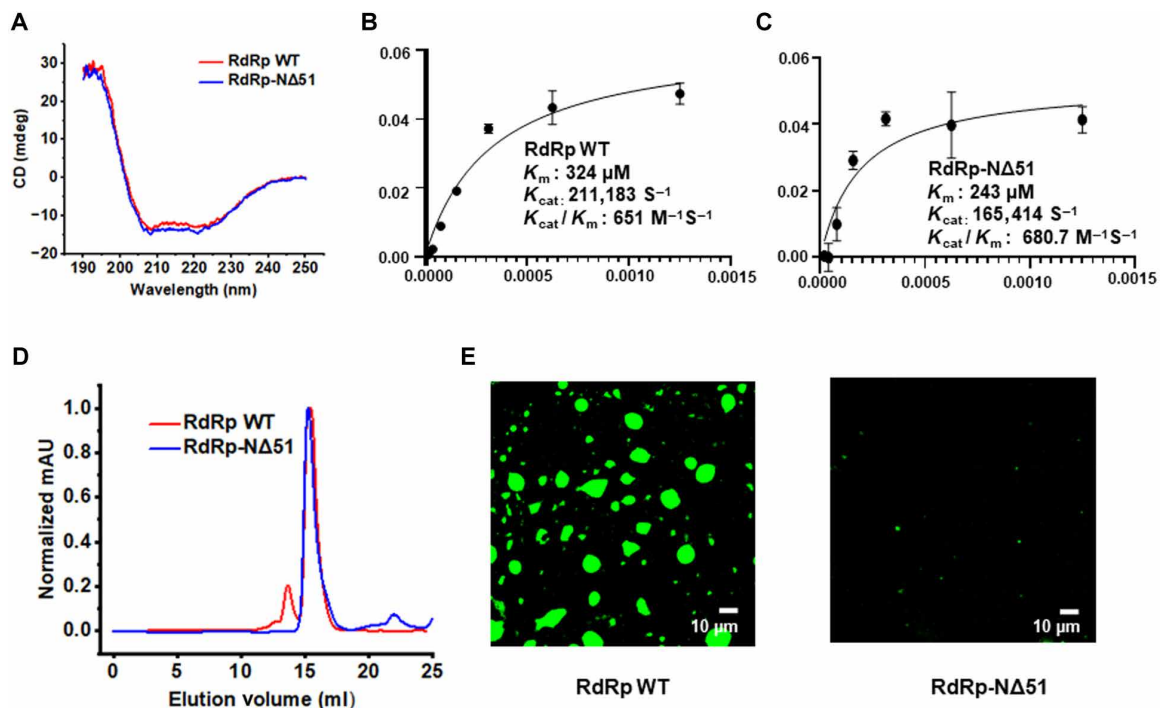 A
RdRp WT
RdRp-NΔ51
CD (mdeg)
30
20
10
0
−10
−20
190 200 210 220 230 240 250
Wavelength (nm)
B
0.06
0.04
0.02
0.00
RdRp WT
Km : 324 µM
Kcat: 211,183 S−1
Kcat / Km : 651 M−1S−1
0.0000 0.0005 0.0010 0.0015
C
0.06
0.04
0.02
0.00
RdRp-NΔ51
Km : 243 µM
Kcat: 165,414 S−1
Kcat / Km : 680.7 M−1S−1
0.0000 0.0005 0.0010 0.0015
D
RdRp WT
RdRp-NΔ51
Normalized mAU
1.0
0.8
0.6
0.4
0.2
0.0
0 5 10 15 20 25
Elution volume (ml)
E
10 µm
RdRp WT
10 µm
RdRp-NΔ51